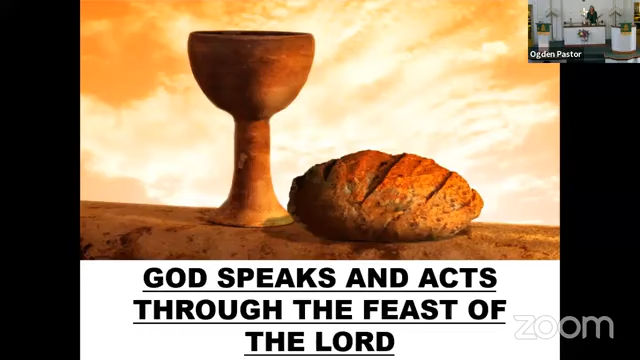 Ogden Pastor
GOD SPEAKS AND ACTS
THROUGH THE FEAST OF
THE LORD
zoom